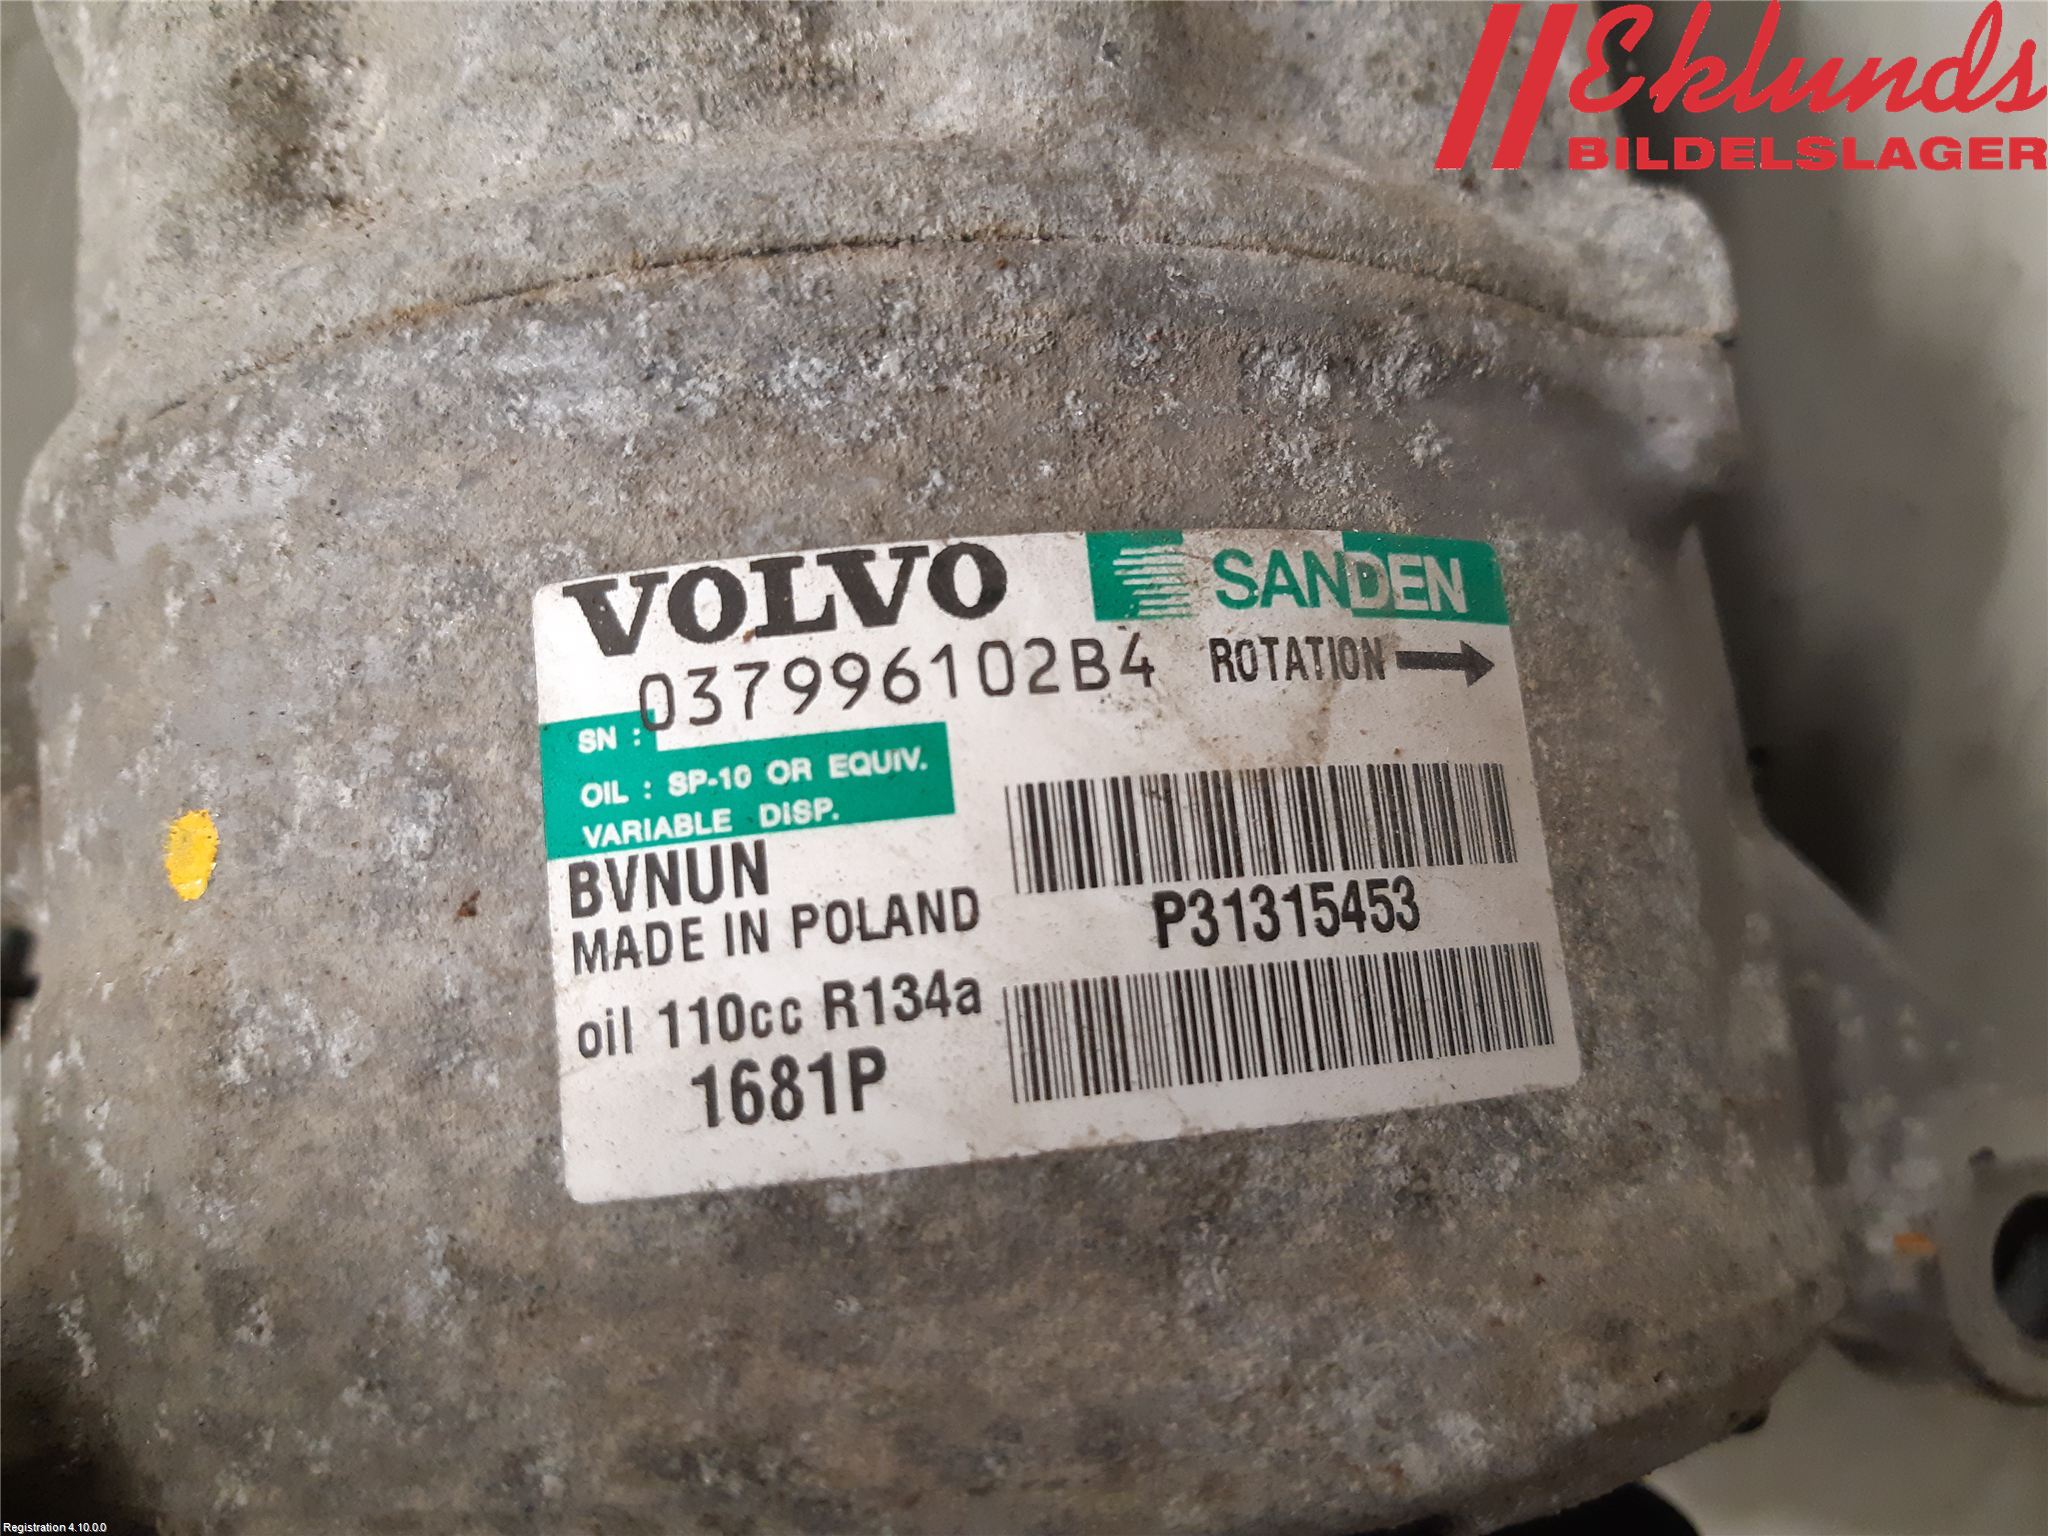 Eklunds
BILDELSLAGER
VOLVO SANDEN
037996102B4 ROTATION
SN :
OIL : SP-10 OR EQUIV.
VARIABLE DISP.
BVNUN
MADE IN POLAND
P31315453
oil 110cc R134a
1681P
Registration 4.10.0.0